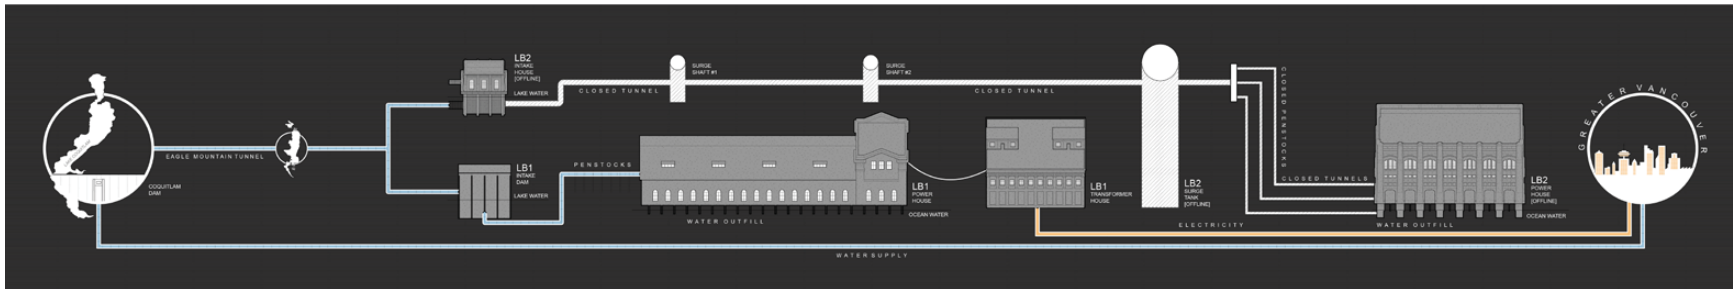 COQUITLAM
DAM
EAGLE MOUNTAIN TUNNEL
LB2
INTAKE
HOUSE
[OFFLINE]
LAKE WATER
LB1
INTAKE
DAM
LAKE WATER
CLOSED TUNNEL
SURGE
SHAFT #1
SURGE
SHAFT #2
CLOSED TUNNEL
PENSTOCKS
LB1
POWER
HOUSE
OCEAN WATER
WATER OUTFILL
LB1
TRANSFORMER
HOUSE
LB2
SURGE
TANK
[OFFLINE]
CLOSED PENSTOCKS
CLOSED TUNNELS
LB2
POWER
HOUSE
[OFFLINE]
OCEAN WATER
WATER OUTFILL
ELECTRICITY
WATER SUPPLY
GREATER VANCOUVER